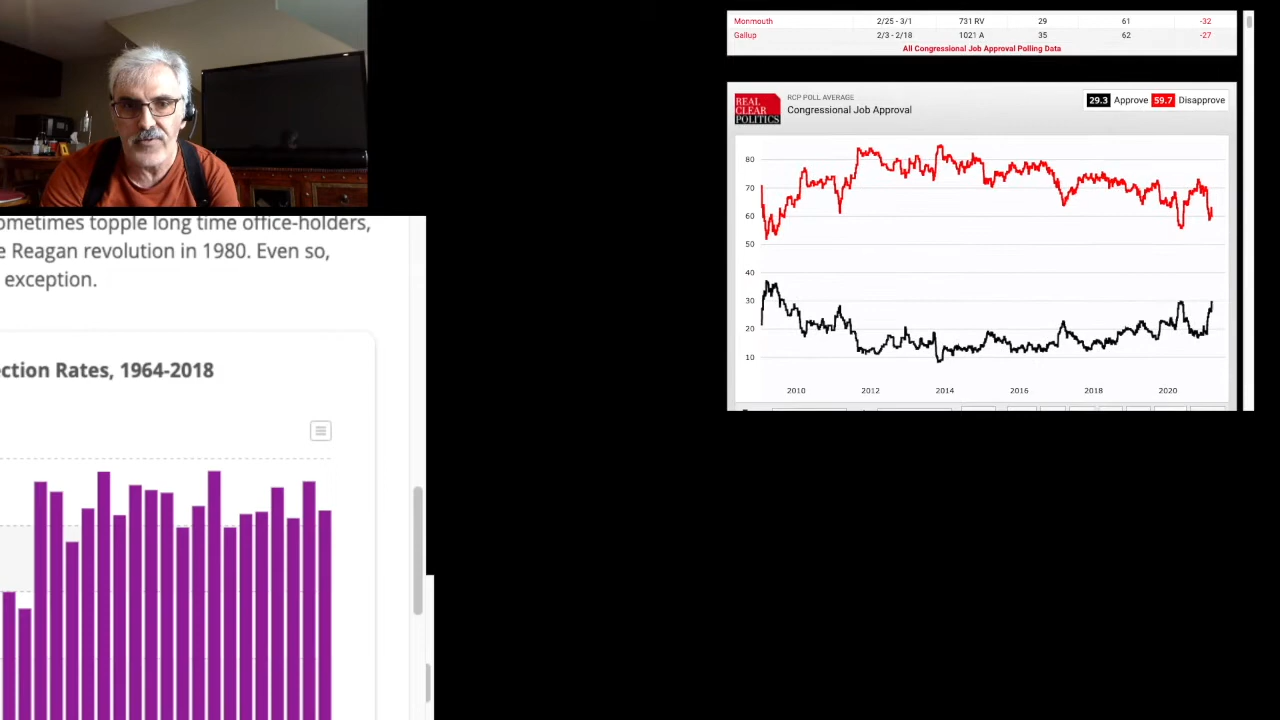 Monmouth 2/25 - 3/1 731 RV 29 61 -32
Gallup 2/3 - 2/18 1021 A 35 62 -27
All Congressional Job Approval Polling Data
REAL
CLEAR
POLITICS
RCP POLL AVERAGE
Congressional Job Approval
29.3 Approve 59.7 Disapprove
80
70
60
50
40
30
20
10
2010 2012 2014 2016 2018 2020
ometimes topple long time office-holders,
e Reagan revolution in 1980. Even so,
exception.
ction Rates, 1964-2018